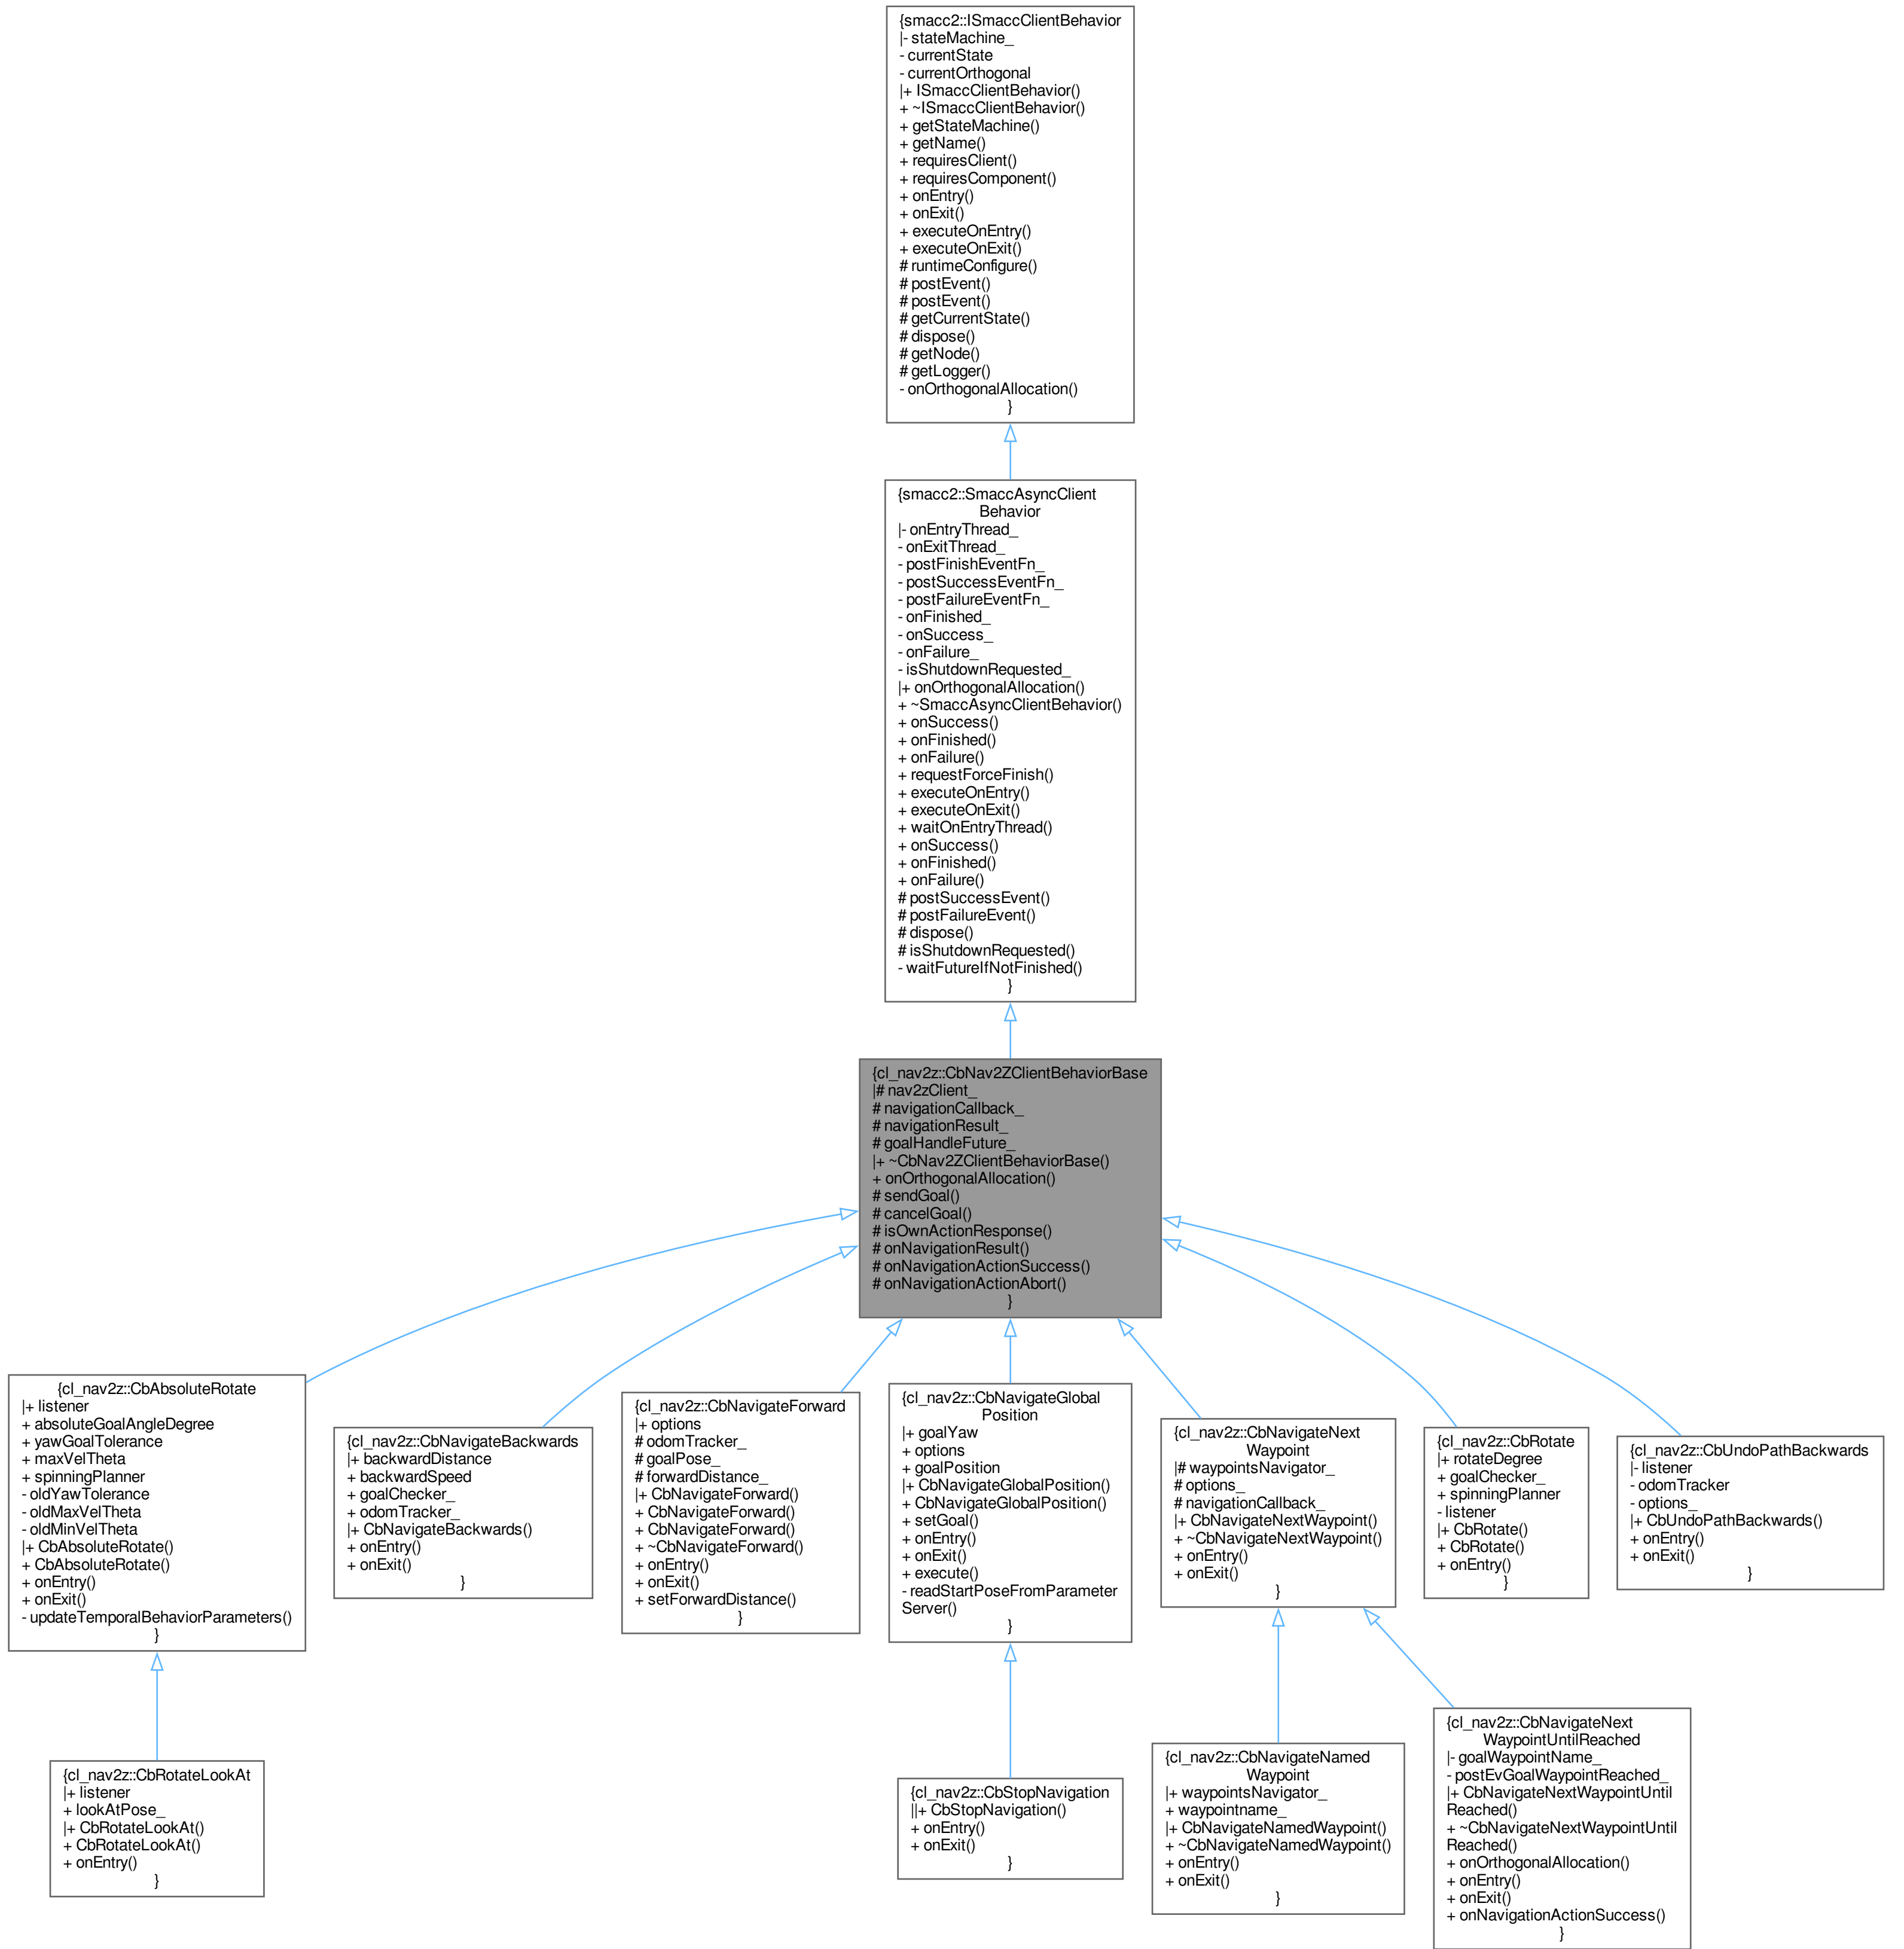 {smacc2::ISmaccClientBehavior
|- stateMachine_
- currentState
- currentOrthogonal
|+ ISmaccClientBehavior()
+ ~ISmaccClientBehavior()
+ getStateMachine()
+ getName()
+ requiresClient()
+ requiresComponent()
+ onEntry()
+ onExit()
+ executeOnEntry()
+ executeOnExit()
# runtimeConfigure()
# postEvent()
# postEvent()
# getCurrentState()
# dispose()
# getNode()
# getLogger()
- onOrthogonalAllocation()
}
{smacc2::SmaccAsyncClient
Behavior
|- onEntryThread_
- onExitThread_
- postFinishEventFn_
- postSuccessEventFn_
- postFailureEventFn_
- onFinished_
- onSuccess_
- onFailure_
- isShutdownRequested_
|+ onOrthogonalAllocation()
+ ~SmaccAsyncClientBehavior()
+ onSuccess()
+ onFinished()
+ onFailure()
+ requestForceFinish()
+ executeOnEntry()
+ executeOnExit()
+ waitOnEntryThread()
+ onSuccess()
+ onFinished()
+ onFailure()
# postSuccessEvent()
# postFailureEvent()
# dispose()
# isShutdownRequested()
- waitFutureIfNotFinished()
}
{cl_nav2z::CbNav2ZClientBehaviorBase
|# nav2zClient_
# navigationCallback_
# navigationResult_
# goalHandleFuture_
|+ ~CbNav2ZClientBehaviorBase()
+ onOrthogonalAllocation()
# sendGoal()
# cancelGoal()
# isOwnActionResponse()
# onNavigationResult()
# onNavigationActionSuccess()
# onNavigationActionAbort()
}
{cl_nav2z::CbAbsoluteRotate
|+ listener
+ absoluteGoalAngleDegree
+ yawGoalTolerance
+ maxVelTheta
+ spinningPlanner
- oldYawTolerance
- oldMaxVelTheta
- oldMinVelTheta
|+ CbAbsoluteRotate()
+ CbAbsoluteRotate()
+ onEntry()
+ onExit()
- updateTemporalBehaviorParameters()
}
{cl_nav2z::CbNavigateBackwards
|+ backwardDistance
+ backwardSpeed
+ goalChecker_
+ odomTracker_
|+ CbNavigateBackwards()
+ onEntry()
+ onExit()
}
{cl_nav2z::CbNavigateForward
|+ options
# odomTracker_
# goalPose_
# forwardDistance_
|+ CbNavigateForward()
+ CbNavigateForward()
+ CbNavigateForward()
+ ~CbNavigateForward()
+ onEntry()
+ onExit()
+ setForwardDistance()
}
{cl_nav2z::CbNavigateGlobal
Position
|+ goalYaw
+ options
+ goalPosition
|+ CbNavigateGlobalPosition()
+ CbNavigateGlobalPosition()
+ setGoal()
+ onEntry()
+ onExit()
+ execute()
- readStartPoseFromParameter
Server()
}
{cl_nav2z::CbNavigateNext
Waypoint
|# waypointsNavigator_
# options_
# navigationCallback_
|+ CbNavigateNextWaypoint()
+ ~CbNavigateNextWaypoint()
+ onEntry()
+ onExit()
}
{cl_nav2z::CbRotate
|+ rotateDegree
+ goalChecker_
+ spinningPlanner
- listener
|+ CbRotate()
+ CbRotate()
+ onEntry()
}
{cl_nav2z::CbUndoPathBackwards
|- listener
- odomTracker
- options_
|+ CbUndoPathBackwards()
+ onEntry()
+ onExit()
}
{cl_nav2z::CbRotateLookAt
|+ listener
+ lookAtPose_
|+ CbRotateLookAt()
+ CbRotateLookAt()
+ onEntry()
}
{cl_nav2z::CbStopNavigation
||+ CbStopNavigation()
+ onEntry()
+ onExit()
}
{cl_nav2z::CbNavigateNamed
Waypoint
|+ waypointsNavigator_
+ waypointname_
|+ CbNavigateNamedWaypoint()
+ ~CbNavigateNamedWaypoint()
+ onEntry()
+ onExit()
}
{cl_nav2z::CbNavigateNext
WaypointUntilReached
|- goalWaypointName_
- postEvGoalWaypointReached_
|+ CbNavigateNextWaypointUntil
Reached()
+ ~CbNavigateNextWaypointUntil
Reached()
+ onOrthogonalAllocation()
+ onEntry()
+ onExit()
+ onNavigationActionSuccess()
}